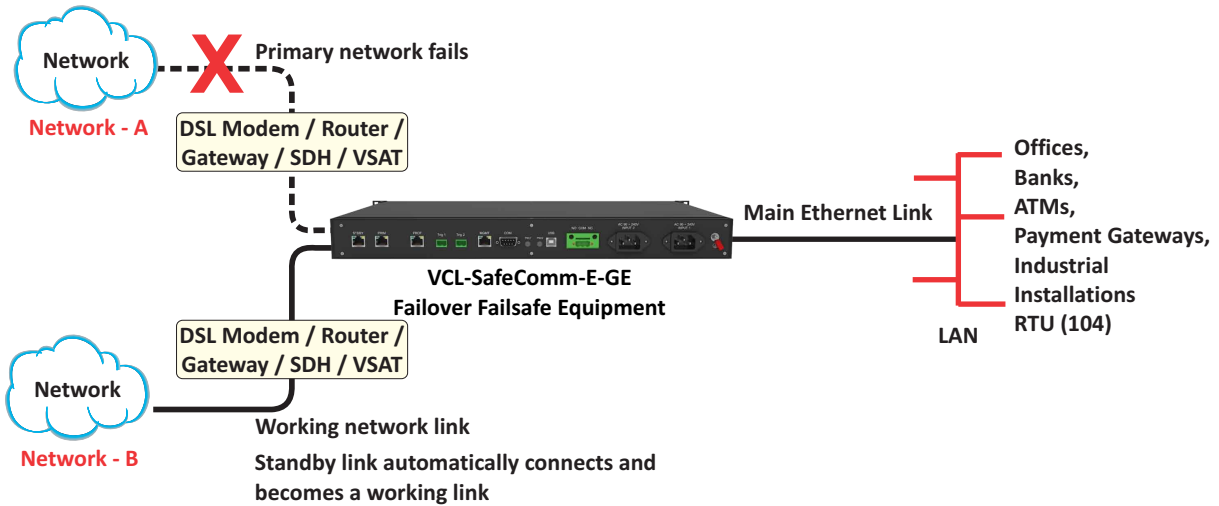 Network
Network - A
Primary network fails
DSL Modem / Router /
Gateway / SDH / VSAT
Main Ethernet Link
VCL-SafeComm-E-GE
Failover Failsafe Equipment
Offices,
Banks,
ATMs,
Payment Gateways,
Industrial
Installations
RTU (104)
LAN
DSL Modem / Router /
Gateway / SDH / VSAT
Network
Network - B
Working network link
Standby link automatically connects and
becomes a working link